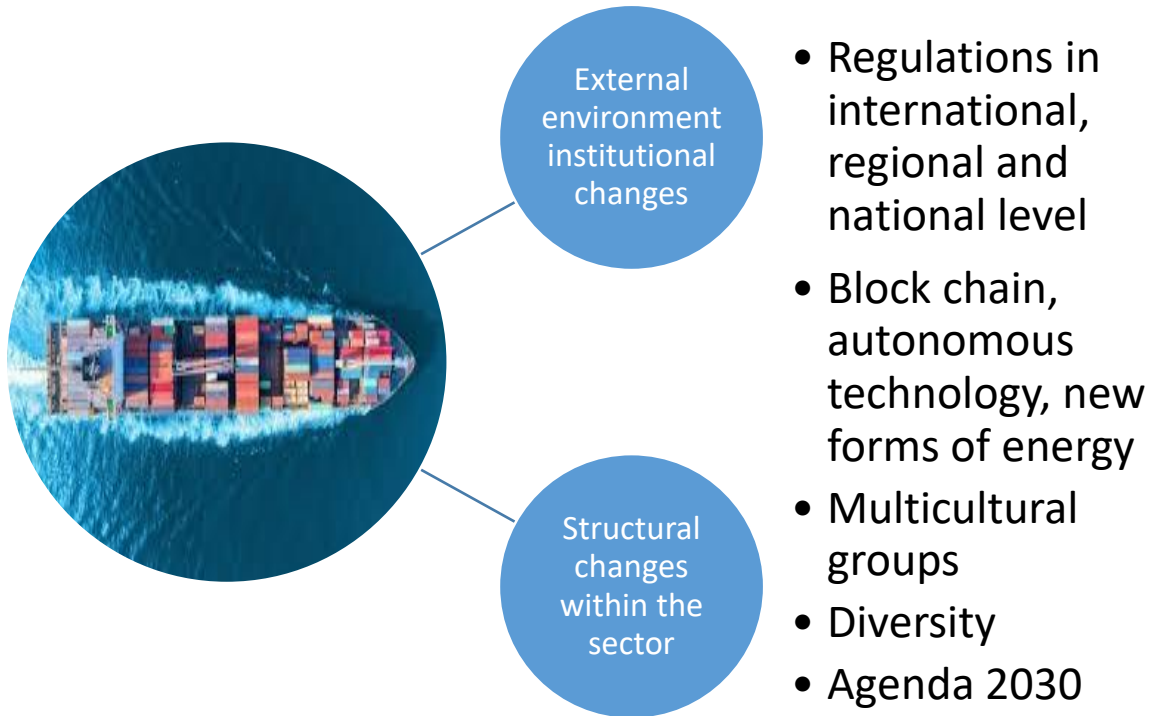 External
environment
institutional
changes
Structural
changes
within the
sector
• Regulations in
international,
regional and
national level
• Block chain,
autonomous
technology, new
forms of energy
• Multicultural
groups
• Diversity
• Agenda 2030